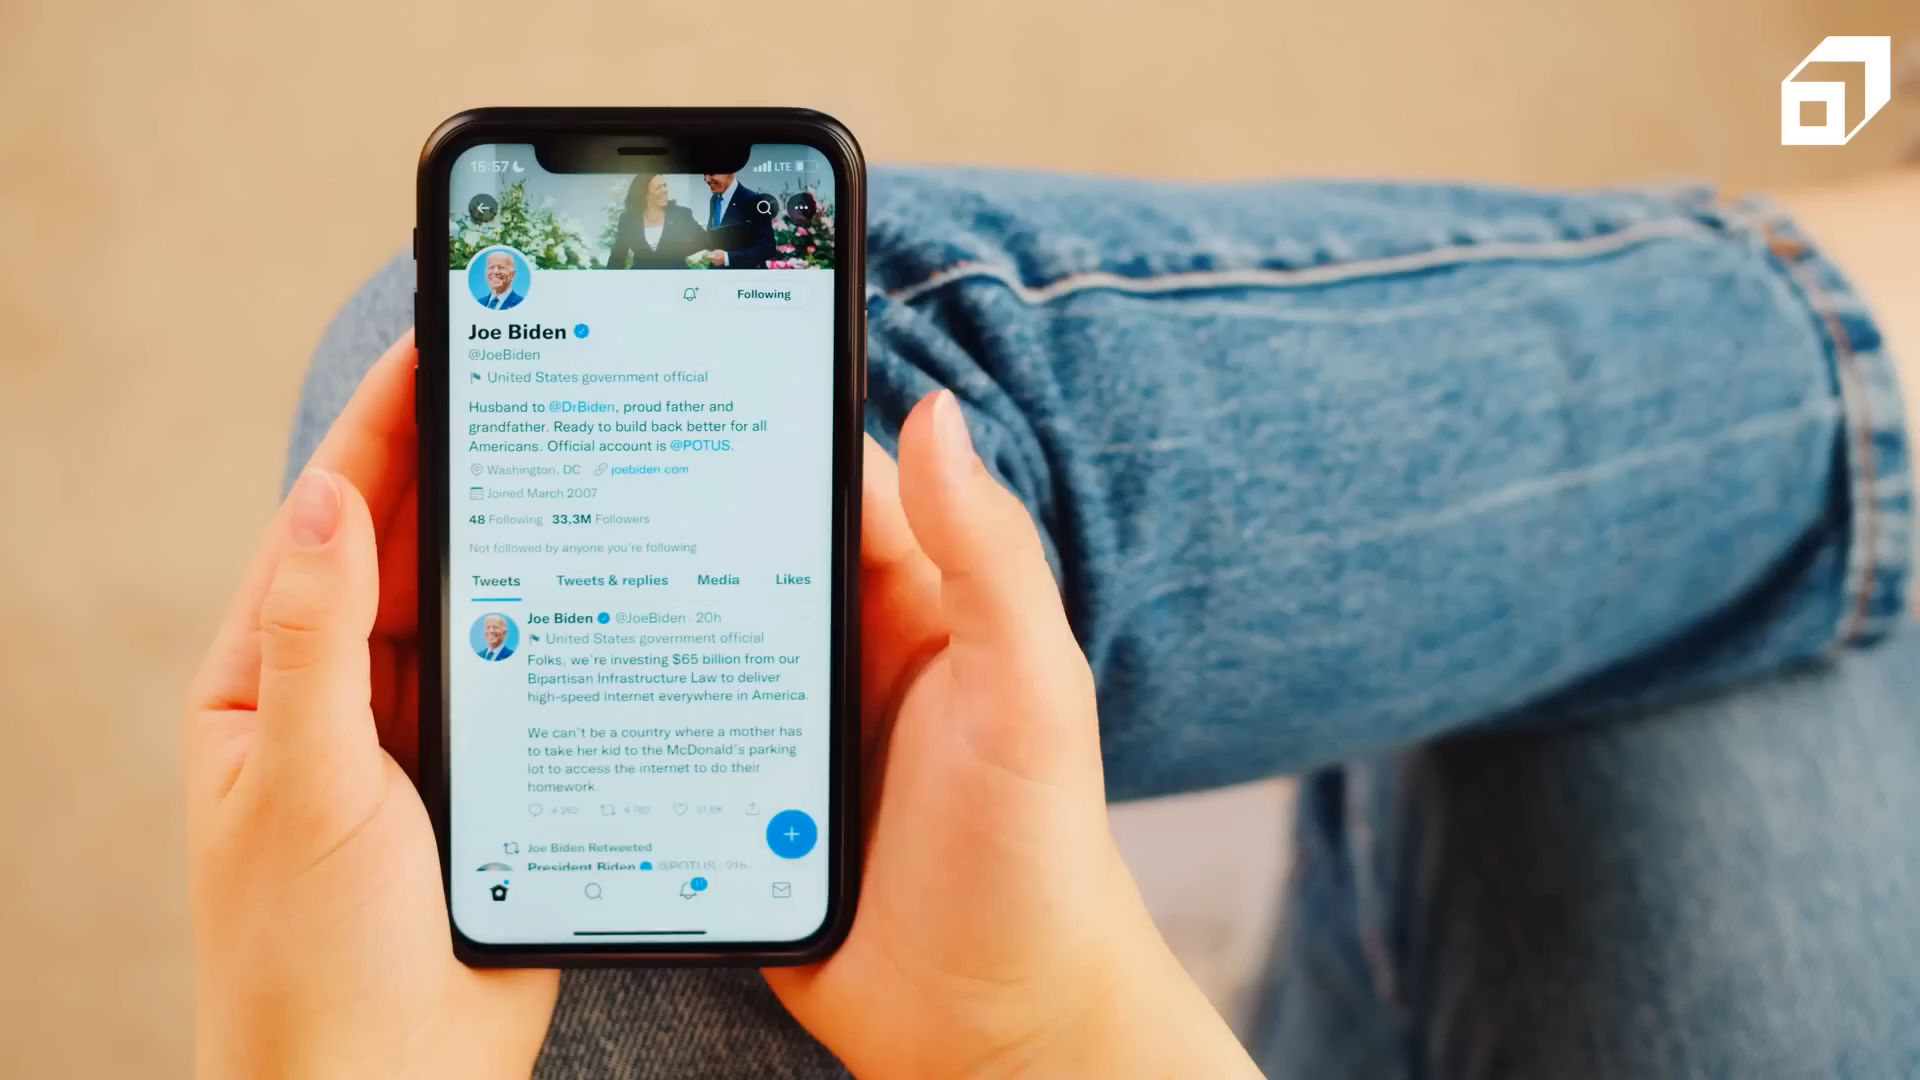 15:57
LTE
Following
Joe Biden
@JoeBiden
United States government official
Husband to @DrBiden, proud father and
grandfather. Ready to build back better for all
Americans. Official account is @POTUS.
Washington, DC joebiden.com
Joined March 2007
48 Following 33,3M Followers
Not followed by anyone you're following
Tweets Tweets & replies Media Likes
Joe Biden @JoeBiden · 20h
United States government official
Folks, we're investing $65 billion from our
Bipartisan Infrastructure Law to deliver
high-speed internet everywhere in America.
We can't be a country where a mother has
to take her kid to the McDonald's parking
lot to access the internet to do their
homework.
Joe Biden Retweeted
President Biden @POTUS · 21h